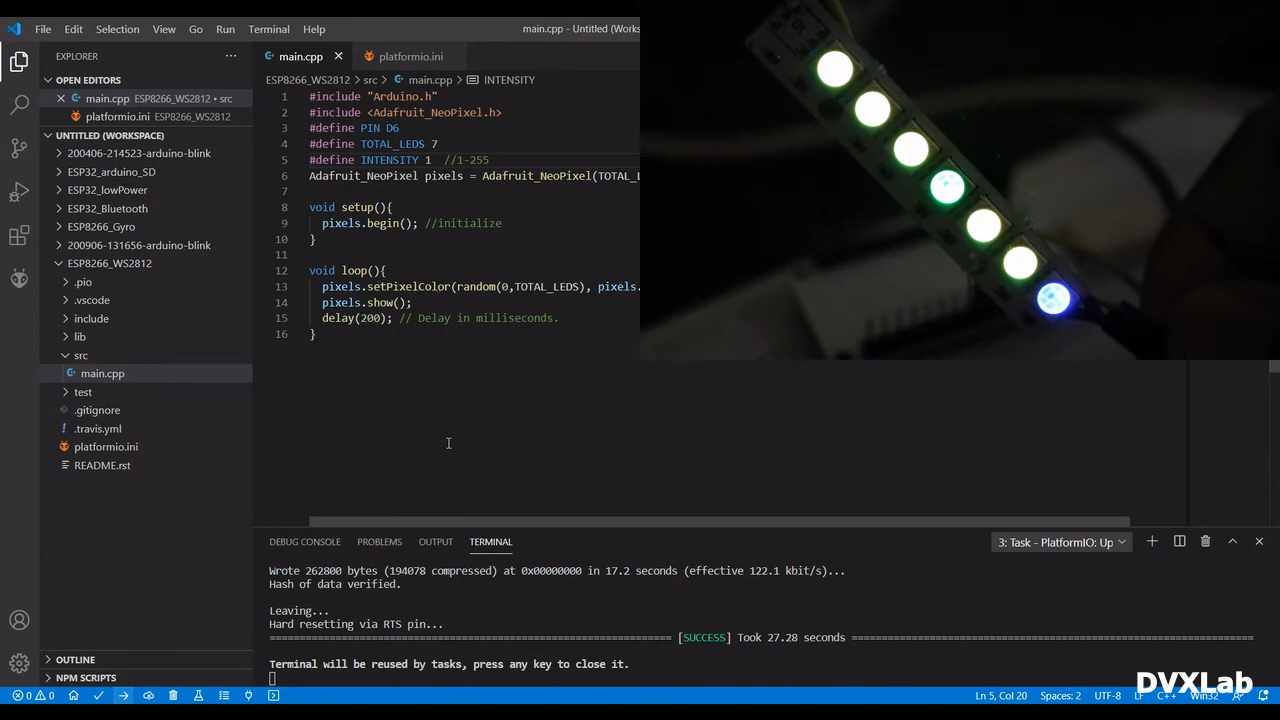 File Edit Selection View Go Run Terminal Help
main.cpp - Untitled (Works
EXPLORER ...
OPEN EDITORS
main.cpp ESP8266_WS2812 • src
platformio.ini ESP8266_WS2812
UNTITLED (WORKSPACE)
200406-214523-arduino-blink
ESP32_arduino_SD
ESP32_lowPower
ESP32_Bluetooth
ESP32_Gyro
200906-131656-arduino-blink
ESP8266_WS2812
.pio
.vscode
include
lib
src
main.cpp
test
.gitignore
.travis.yml
platformio.ini
README.rst
OUTLINE
NPM SCRIPTS
main.cpp
platformio.ini
ESP8266_WS2812 > src > main.cpp > INTENSITY
1 #include "Arduino.h"
2 #include <Adafruit_NeoPixel.h>
3 #define PIN D6
4 #define TOTAL_LEDS 7
5 #define INTENSITY 1 //1-255
6 Adafruit_NeoPixel pixels = Adafruit_NeoPixel(TOTAL_L
7
8 void setup(){
9 pixels.begin(); //initialize
10 }
11
12 void loop(){
13 pixels.setPixelColor(random(0,TOTAL_LEDS), pixels.
14 pixels.show();
15 delay(200); // Delay in milliseconds.
16 }
DEBUG CONSOLE PROBLEMS OUTPUT TERMINAL
3: Task - PlatformIO: Up
Wrote 262800 bytes (194078 compressed) at 0x00000000 in 17.2 seconds (effective 122.1 kbit/s)...
Hash of data verified.
Leaving...
Hard resetting via RTS pin...
[SUCCESS] Took 27.28 seconds
Terminal will be reused by tasks, press any key to close it.
0 0
Ln 5, Col 20 Spaces: 2 UTF-8 LF C++ Win32
DVXLab